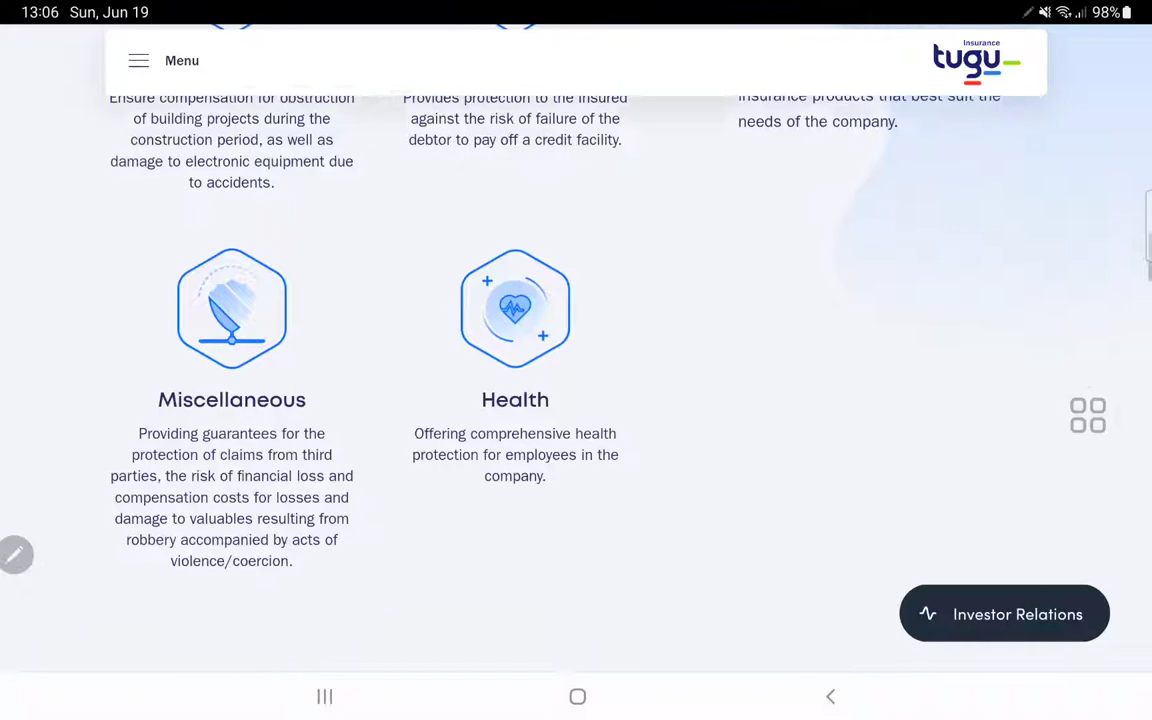 13:06 Sun, Jun 19
98%
Menu
Insurance
tugu
Ensure compensation for obstruction
of building projects during the
construction period, as well as
damage to electronic equipment due
to accidents.
Provides protection to the insured
against the risk of failure of the
debtor to pay off a credit facility.
insurance products that best suit the
needs of the company.
Miscellaneous
Providing guarantees for the
protection of claims from third
parties, the risk of financial loss and
compensation costs for losses and
damage to valuables resulting from
robbery accompanied by acts of
violence/coercion.
Health
Offering comprehensive health
protection for employees in the
company.
Investor Relations